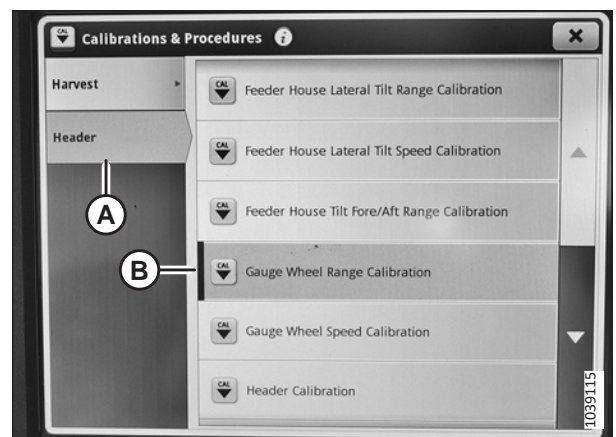 Calibrations & Procedures i
Harvest
Header
CAL Feeder House Lateral Tilt Range Calibration
CAL Feeder House Lateral Tilt Speed Calibration
CAL Feeder House Tilt Fore/Aft Range Calibration
CAL Gauge Wheel Range Calibration
CAL Gauge Wheel Speed Calibration
CAL Header Calibration
A
B
1039115